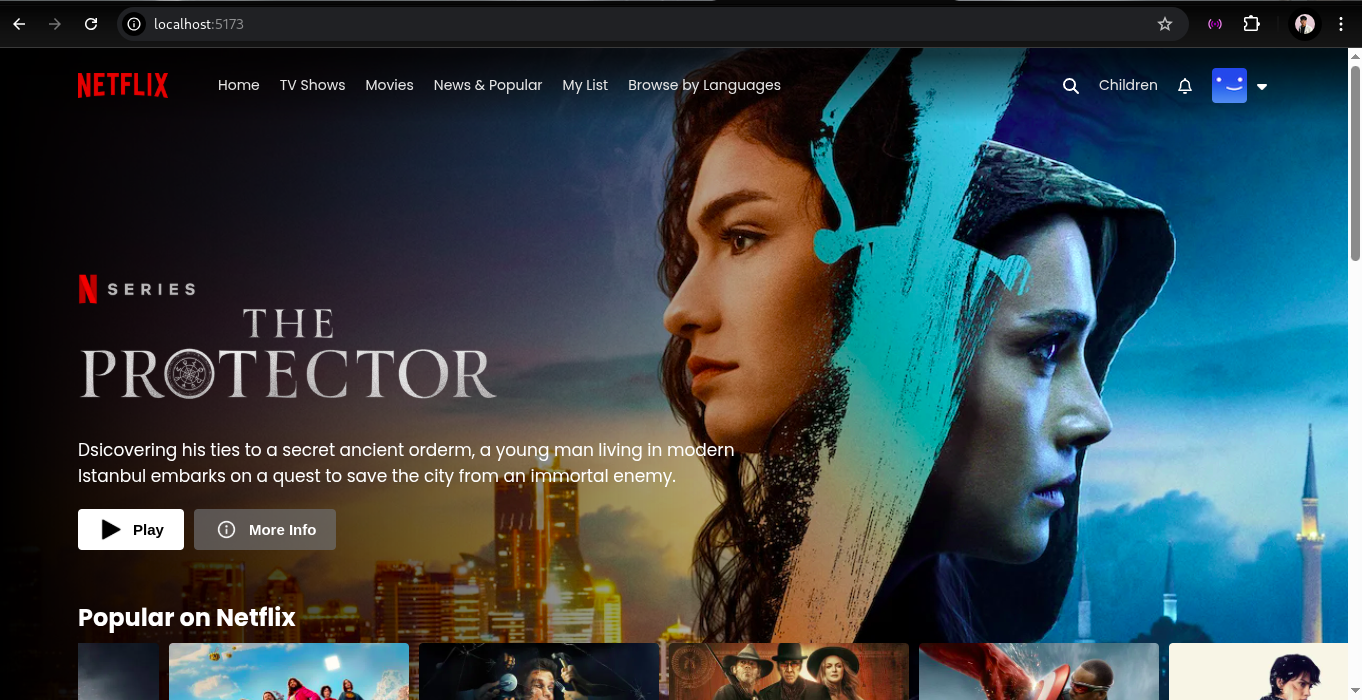 localhost:5173
NETFLIX
Home TV Shows Movies News & Popular My List Browse by Languages
Children
N SERIES
THE
PROTECTOR
Dsicovering his ties to a secret ancient orderm, a young man living in modern
Istanbul embarks on a quest to save the city from an immortal enemy.
Play
More Info
Popular on Netflix